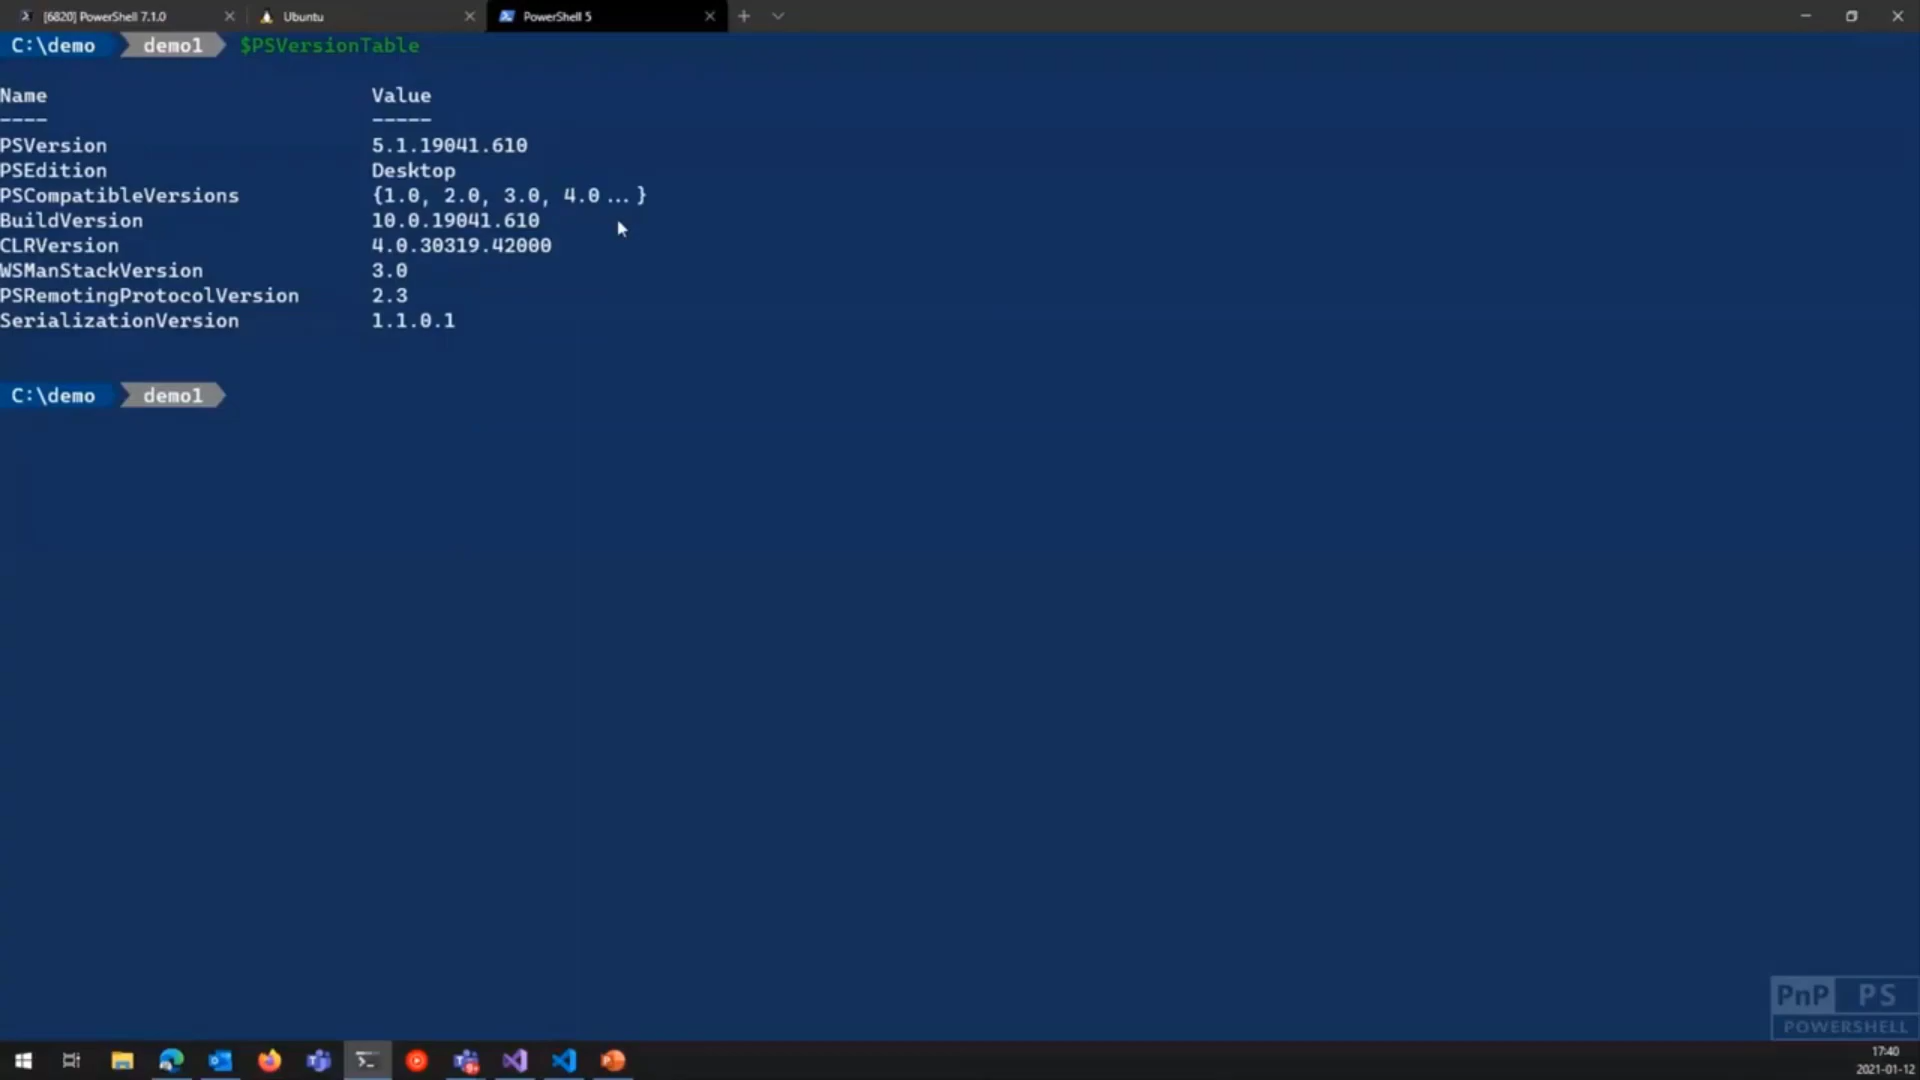 [6820] PowerShell 7.1.0 Ubuntu PowerShell 5
C:\demo demo1 $PSVersionTable
Name Value
---- -----
PSVersion 5.1.19041.610
PSEdition Desktop
PSCompatibleVersions {1.0, 2.0, 3.0, 4.0...}
BuildVersion 10.0.19041.610
CLRVersion 4.0.30319.42000
WSManStackVersion 3.0
PSRemotingProtocolVersion 2.3
SerializationVersion 1.1.0.1
C:\demo demo1
PnP PS
POWERSHELL
17:40
2021-01-12